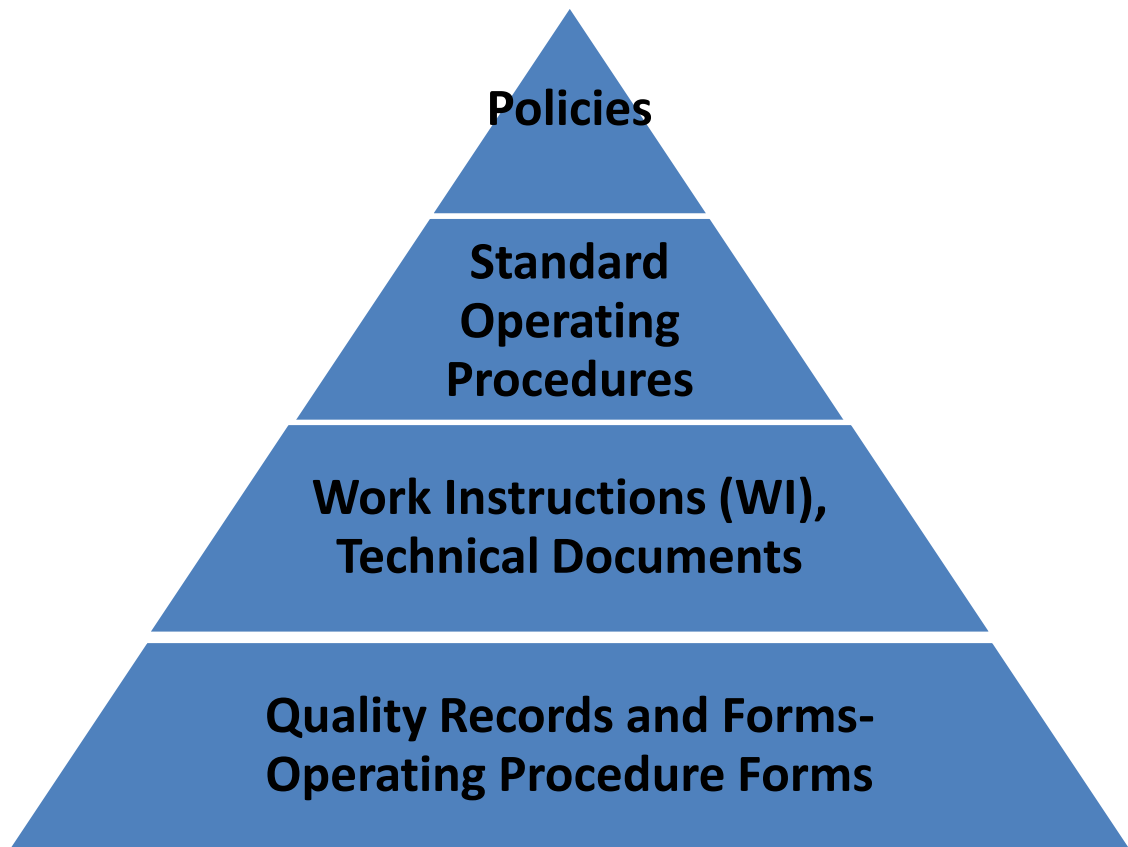 Policies
Standard
Operating
Procedures
Work Instructions (WI),
Technical Documents
Quality Records and Forms-
Operating Procedure Forms